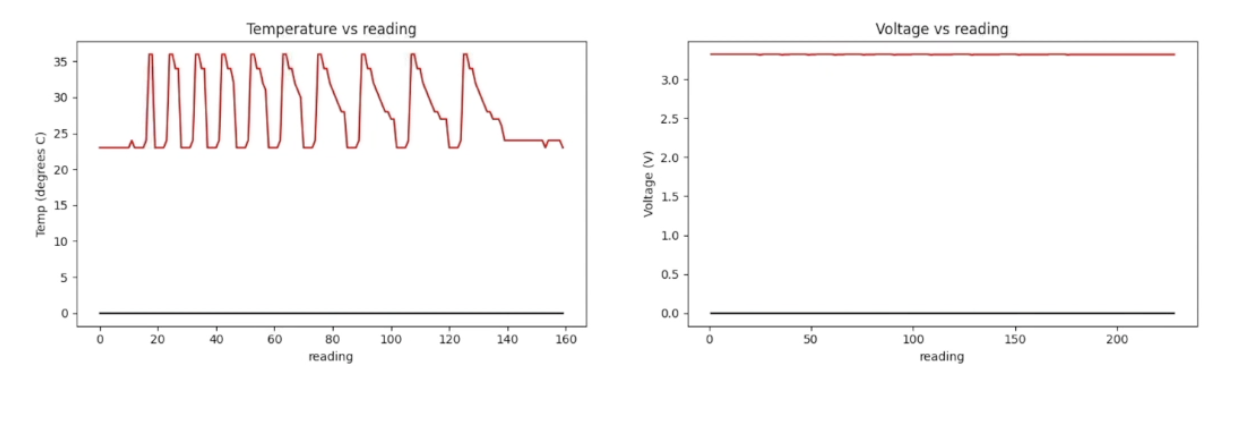 Temperature vs reading
35
30
25
20
15
10
5
0
Temp (degrees C)
0 20 40 60 80 100 120 140 160
reading
Voltage vs reading
3.0
2.5
2.0
1.5
1.0
0.5
0.0
Voltage (V)
0 50 100 150 200
reading